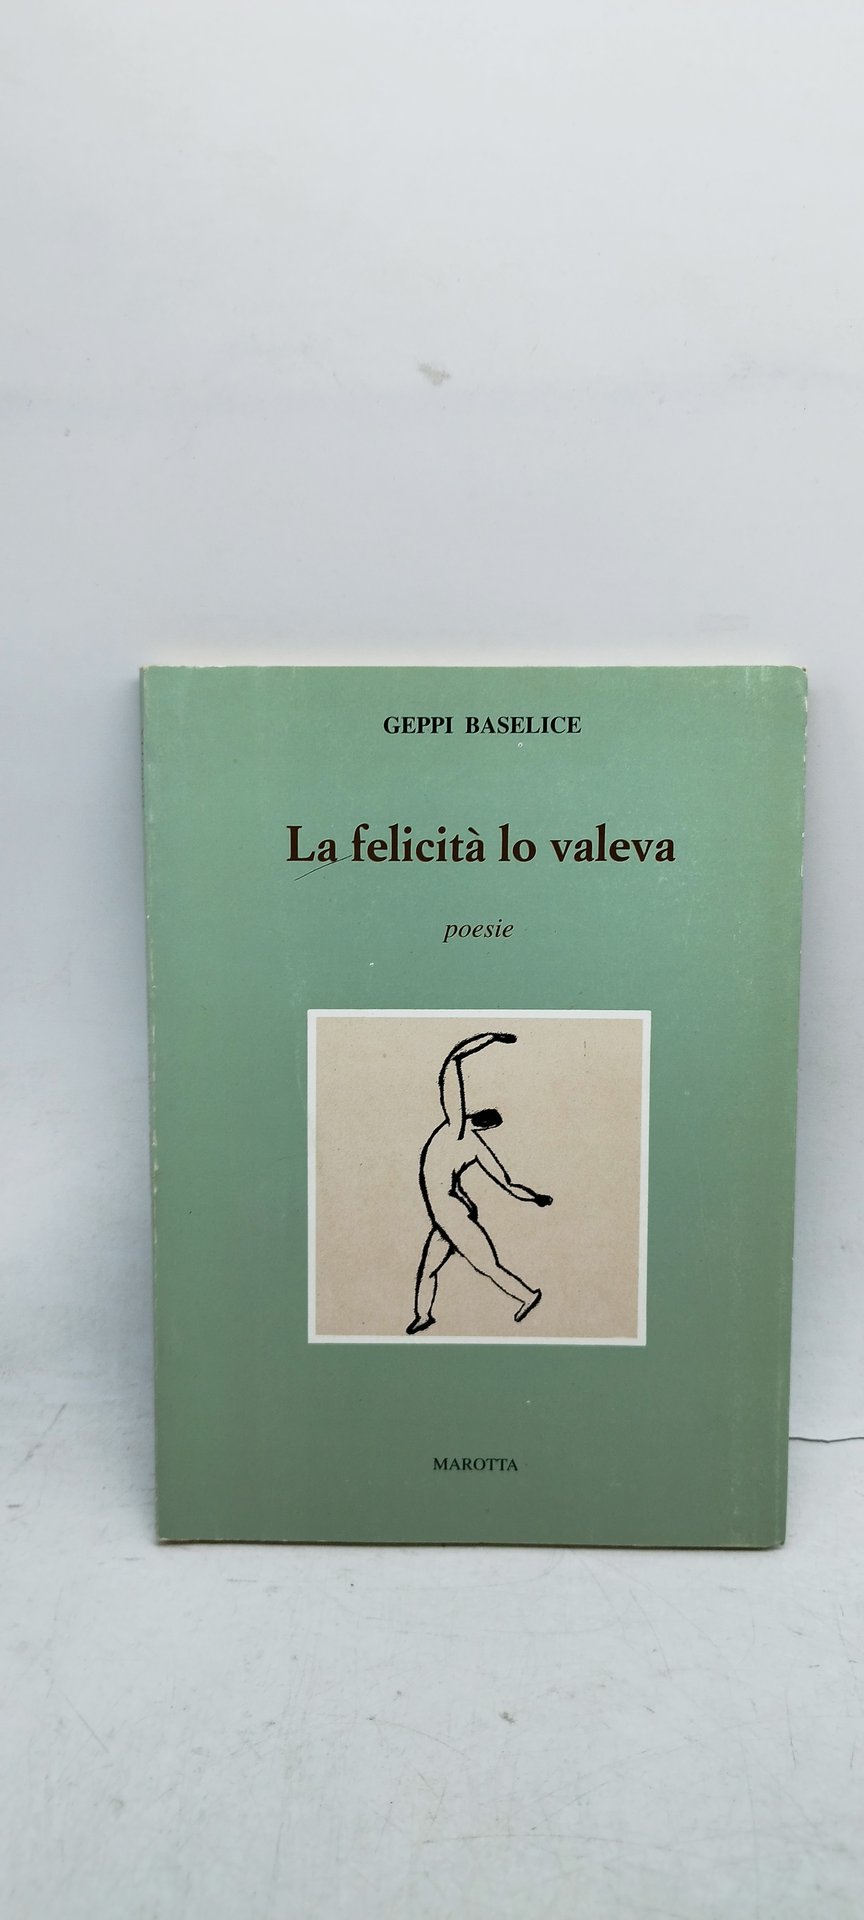 GEPPI BASELICE
La felicità lo valeva
poesie
MAROTTA